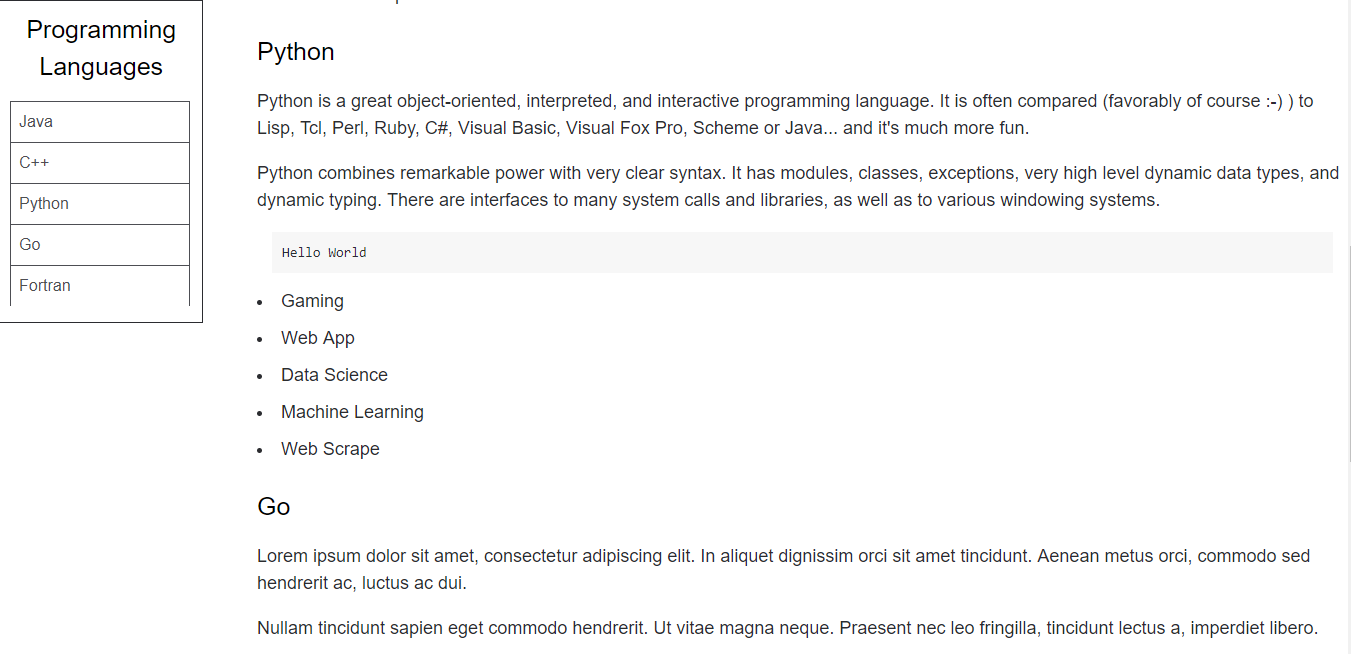 Programming
Languages
Java
C++
Python
Go
Fortran
Python
Python is a great object-oriented, interpreted, and interactive programming language. It is often compared (favorably of course :-) ) to
Lisp, Tcl, Perl, Ruby, C#, Visual Basic, Visual Fox Pro, Scheme or Java... and it's much more fun.
Python combines remarkable power with very clear syntax. It has modules, classes, exceptions, very high level dynamic data types, and
dynamic typing. There are interfaces to many system calls and libraries, as well as to various windowing systems.
Hello World
Gaming
Web App
Data Science
Machine Learning
Web Scrape
Go
Lorem ipsum dolor sit amet, consectetur adipiscing elit. In aliquet dignissim orci sit amet tincidunt. Aenean metus orci, commodo sed
hendrerit ac, luctus ac dui.
Nullam tincidunt sapien eget commodo hendrerit. Ut vitae magna neque. Praesent nec leo fringilla, tincidunt lectus a, imperdiet libero.